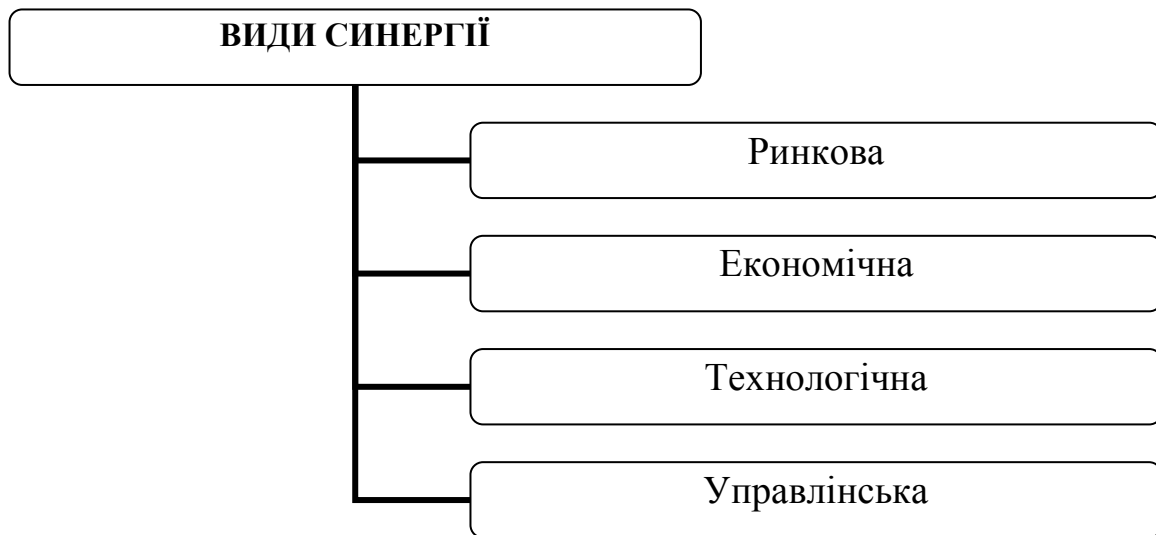 ВИДИ СИНЕРГІЇ
Ринкова
Економічна
Технологічна
Управлінська